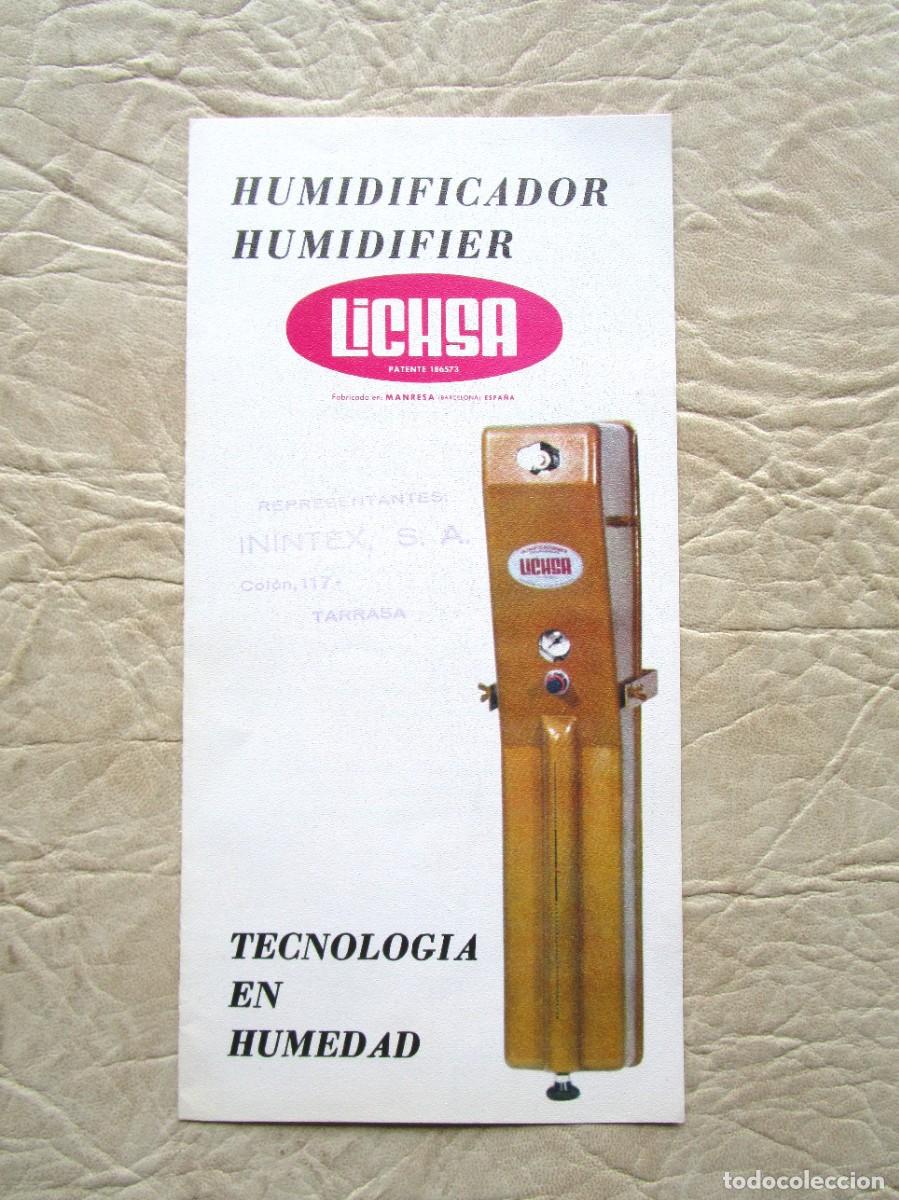 HUMIDIFICADOR
HUMIDIFIER
LiCHSA
PATENTE 186573
Fabricado en: MANRESA (BARCELONA) ESPAÑA
REPRESENTANTES:
ININTEX, S. A.
Colón, 117-
TARRASA
LiCHSA
TECNOLOGIA
EN
HUMEDAD
todocoleccion